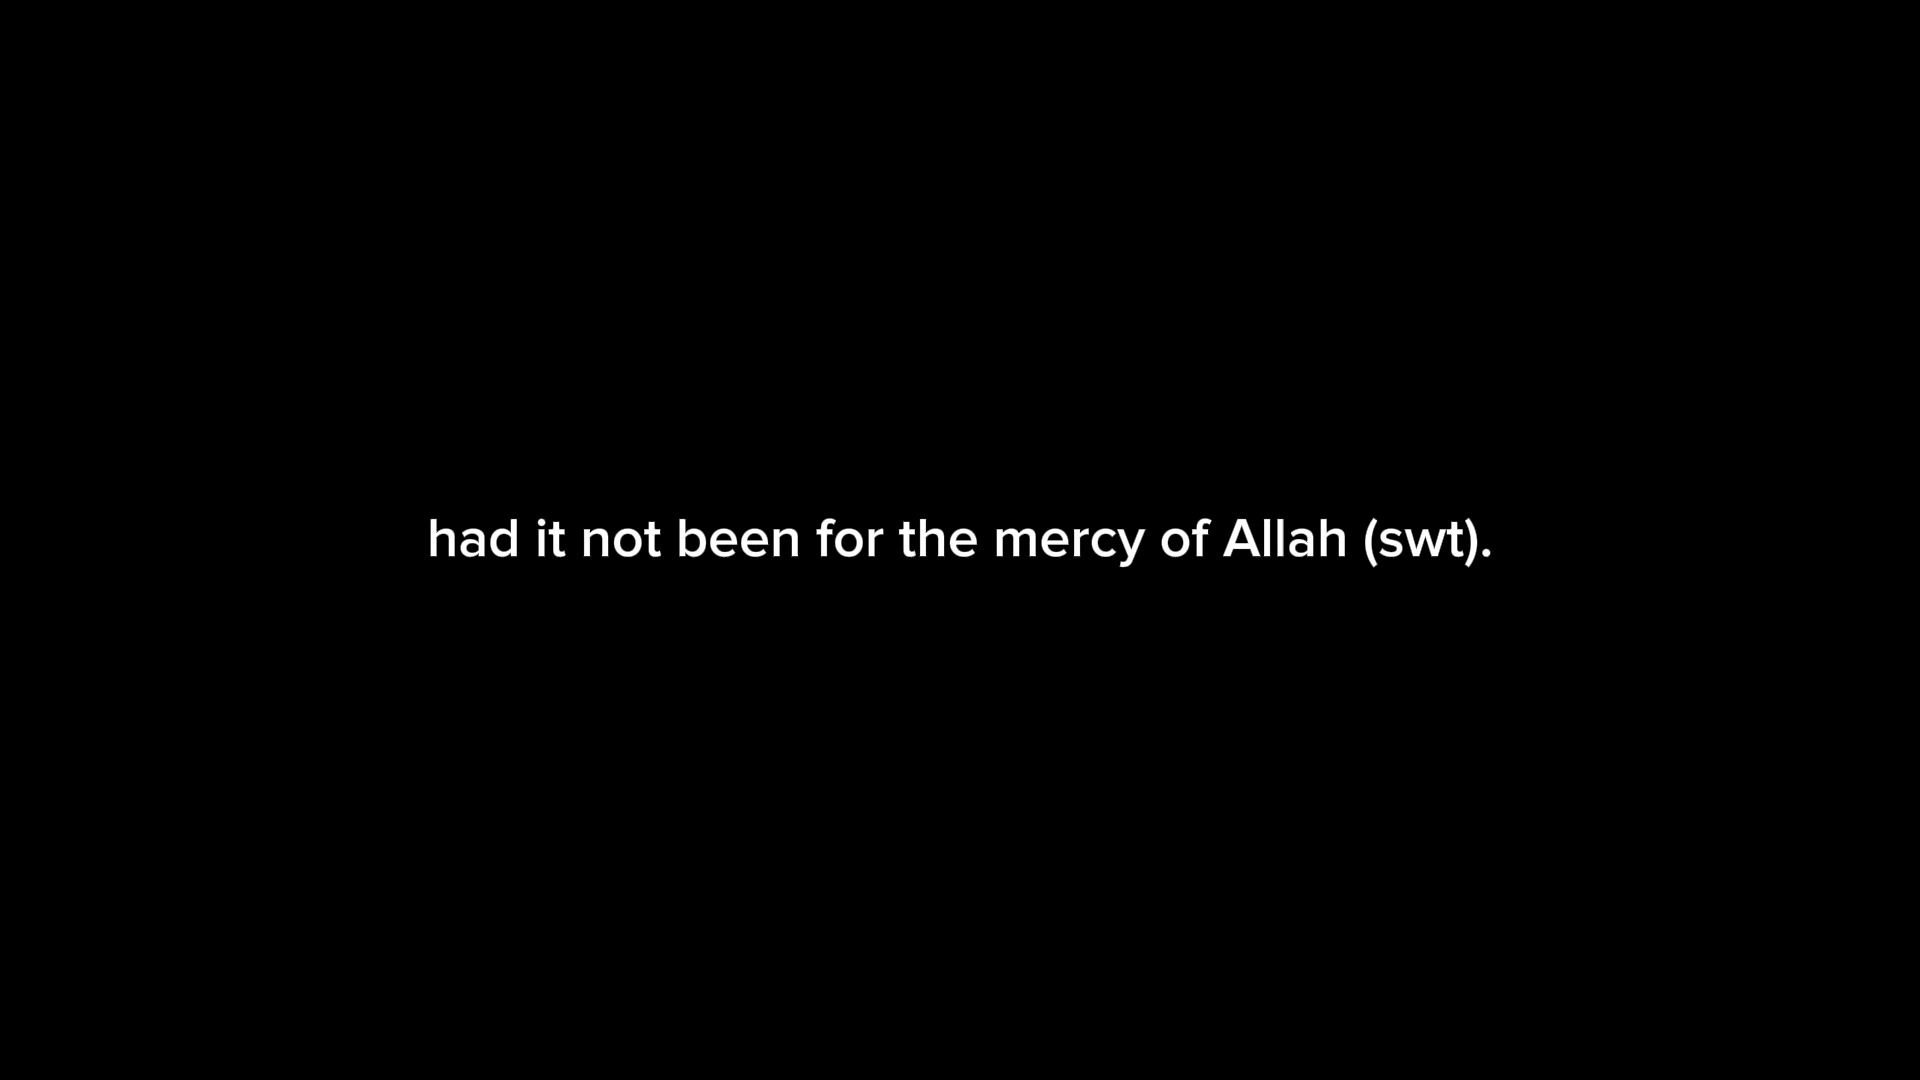 had it not been for the mercy of Allah (swt).